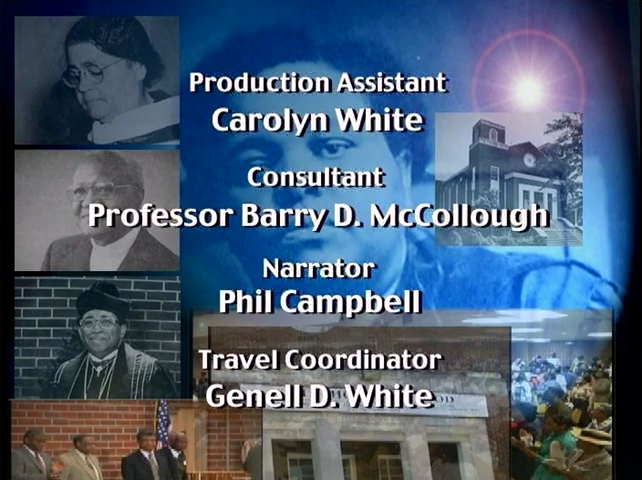 Production Assistant
Carolyn White
Consultant
Professor Barry D. McCollough
Narrator
Phil Campbell
Travel Coordinator
Genell D. White